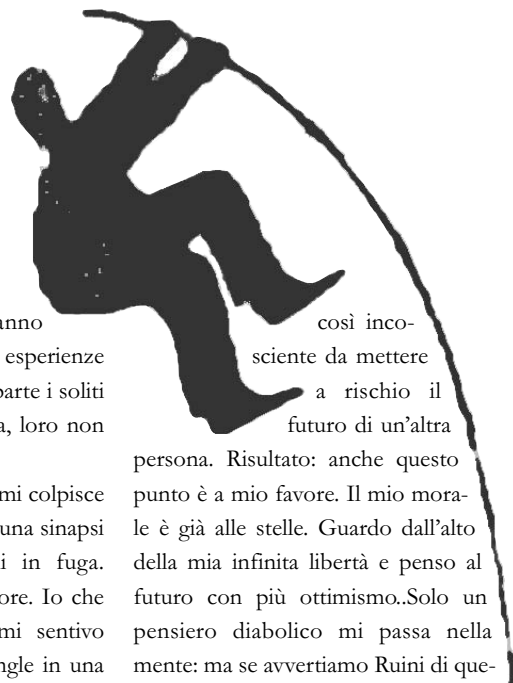 anno
esperienze
parte i soliti
a, loro non
mi colpisce
una sinapsi
i in fuga.
ore. Io che
mi sentivo
ngle in una
così inco-
sciente da mettere
a rischio il
futuro di un'altra
persona. Risultato: anche questo
punto è a mio favore. Il mio mora-
le è già alle stelle. Guardo dall'alto
della mia infinita libertà e penso al
futuro con più ottimismo..Solo un
pensiero diabolico mi passa nella
mente: ma se avvertiamo Ruini di que-